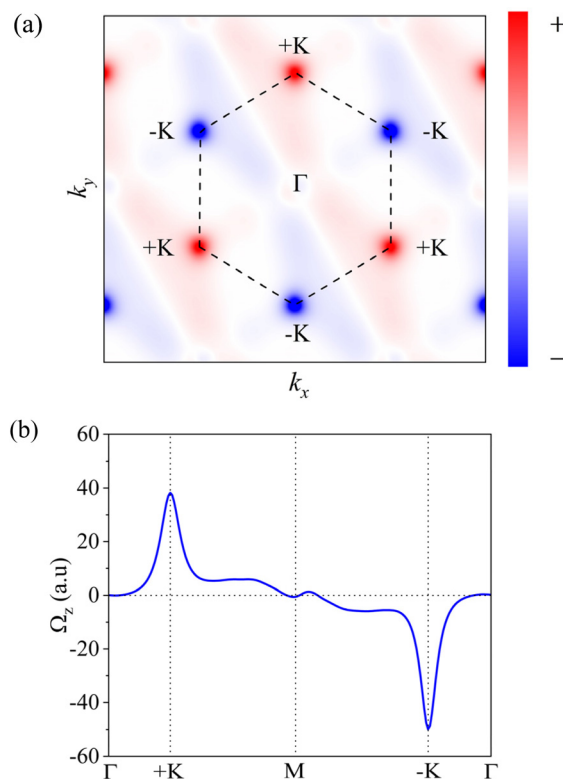 (a)
+
+K
-K
-K
Γ
k_y
+K
+K
-K
−
k_x
(b)
60
40
20
0
-20
-40
-60
Ω_z (a.u)
Γ
+K
M
-K
Γ